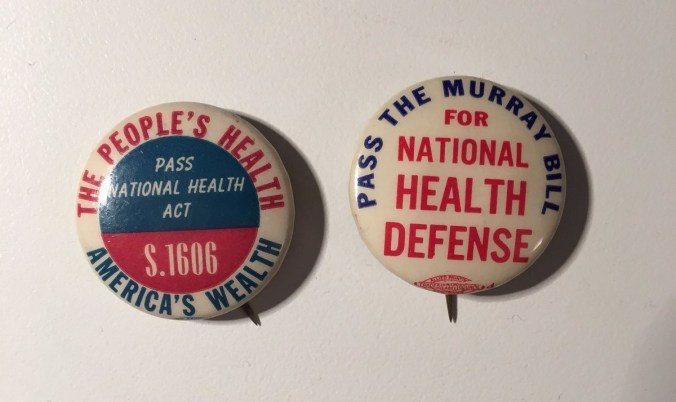 THE PEOPLE'S HEALTH
PASS
NATIONAL HEALTH
ACT
S.1606
AMERICA'S WEALTH
PASS THE MURRAY BILL
FOR
NATIONAL
HEALTH
DEFENSE